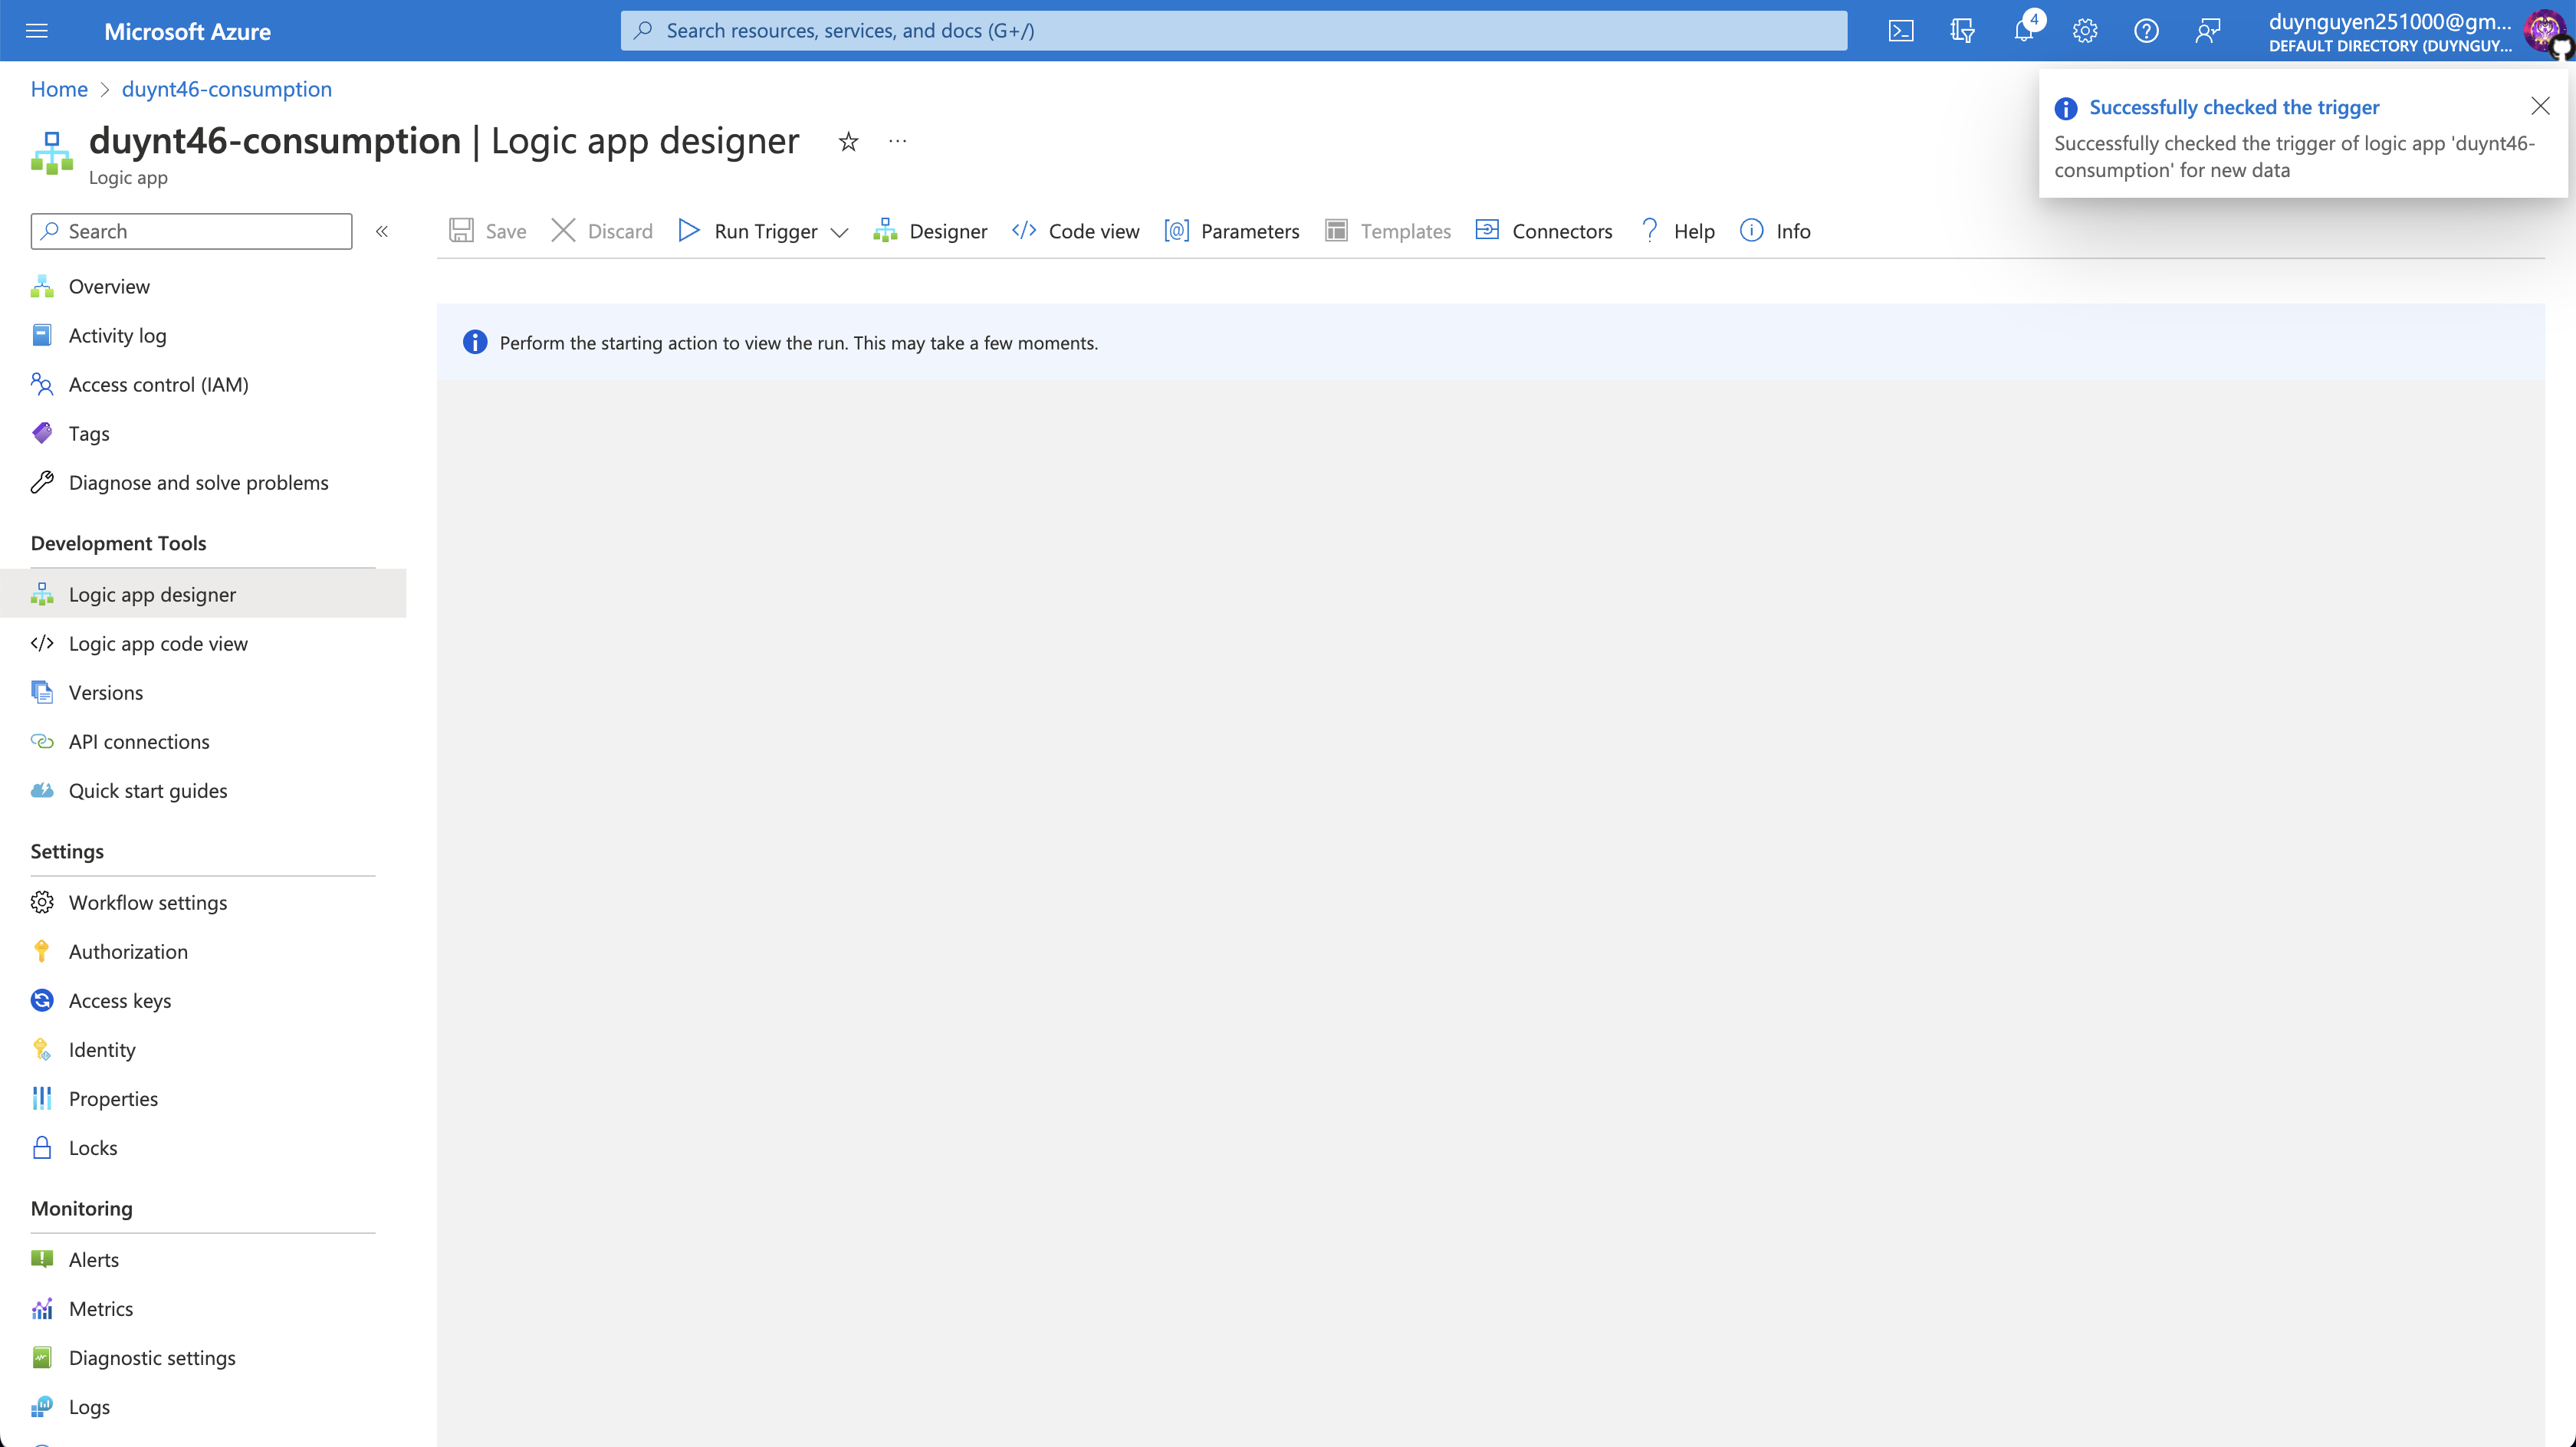 Microsoft Azure
Search resources, services, and docs (G+/)
4
duynguyen251000@gm...
DEFAULT DIRECTORY (DUYNGUY...
Home > duynt46-consumption
duynt46-consumption | Logic app designer
Logic app
Successfully checked the trigger
Successfully checked the trigger of logic app 'duynt46-
consumption' for new data
Search
Save
Discard
Run Trigger
Designer
Code view
Parameters
Templates
Connectors
Help
Info
Perform the starting action to view the run. This may take a few moments.
Overview
Activity log
Access control (IAM)
Tags
Diagnose and solve problems
Development Tools
Logic app designer
Logic app code view
Versions
API connections
Quick start guides
Settings
Workflow settings
Authorization
Access keys
Identity
Properties
Locks
Monitoring
Alerts
Metrics
Diagnostic settings
Logs